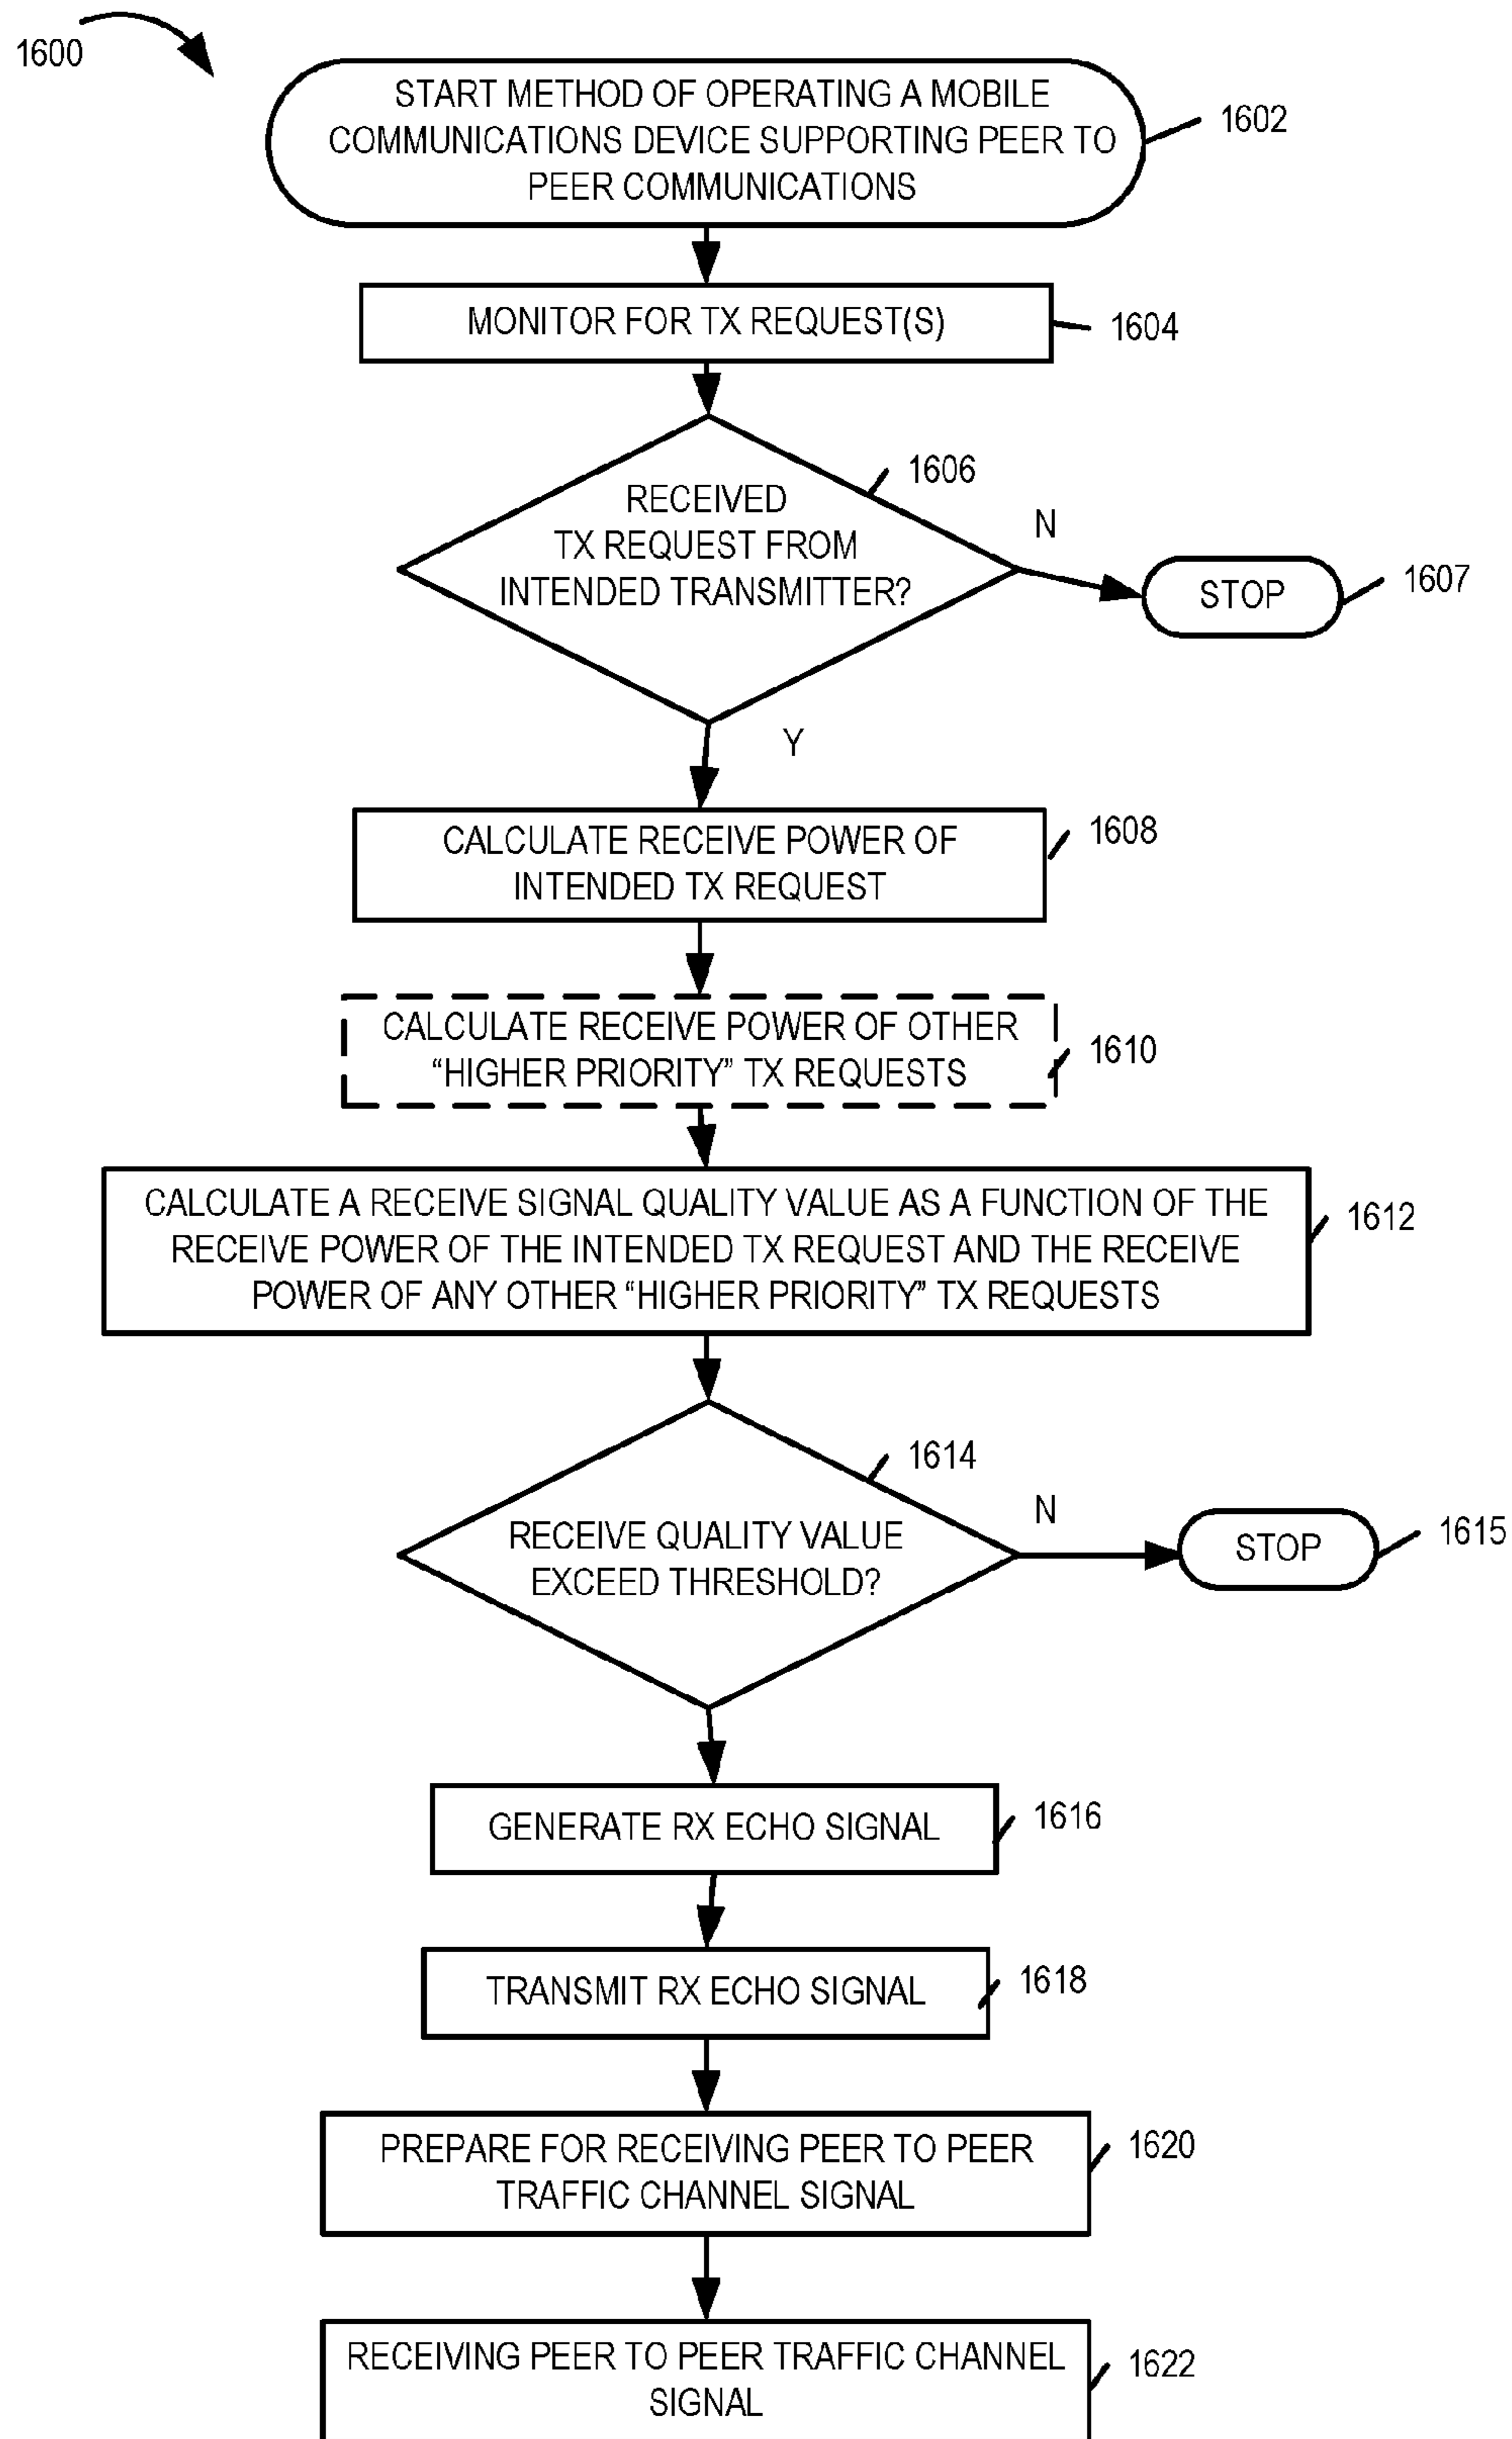 1600
START METHOD OF OPERATING A MOBILE
COMMUNICATIONS DEVICE SUPPORTING PEER TO
PEER COMMUNICATIONS
1602
MONITOR FOR TX REQUEST(S)
1604
1606
RECEIVED
TX REQUEST FROM
INTENDED TRANSMITTER?
N
STOP
1607
Y
CALCULATE RECEIVE POWER OF
INTENDED TX REQUEST
1608
CALCULATE RECEIVE POWER OF OTHER
“HIGHER PRIORITY” TX REQUESTS
1610
CALCULATE A RECEIVE SIGNAL QUALITY VALUE AS A FUNCTION OF THE
RECEIVE POWER OF THE INTENDED TX REQUEST AND THE RECEIVE
POWER OF ANY OTHER “HIGHER PRIORITY” TX REQUESTS
1612
1614
RECEIVE QUALITY VALUE
EXCEED THRESHOLD?
N
STOP
1615
GENERATE RX ECHO SIGNAL
1616
TRANSMIT RX ECHO SIGNAL
1618
PREPARE FOR RECEIVING PEER TO PEER
TRAFFIC CHANNEL SIGNAL
1620
RECEIVING PEER TO PEER TRAFFIC CHANNEL
SIGNAL
1622